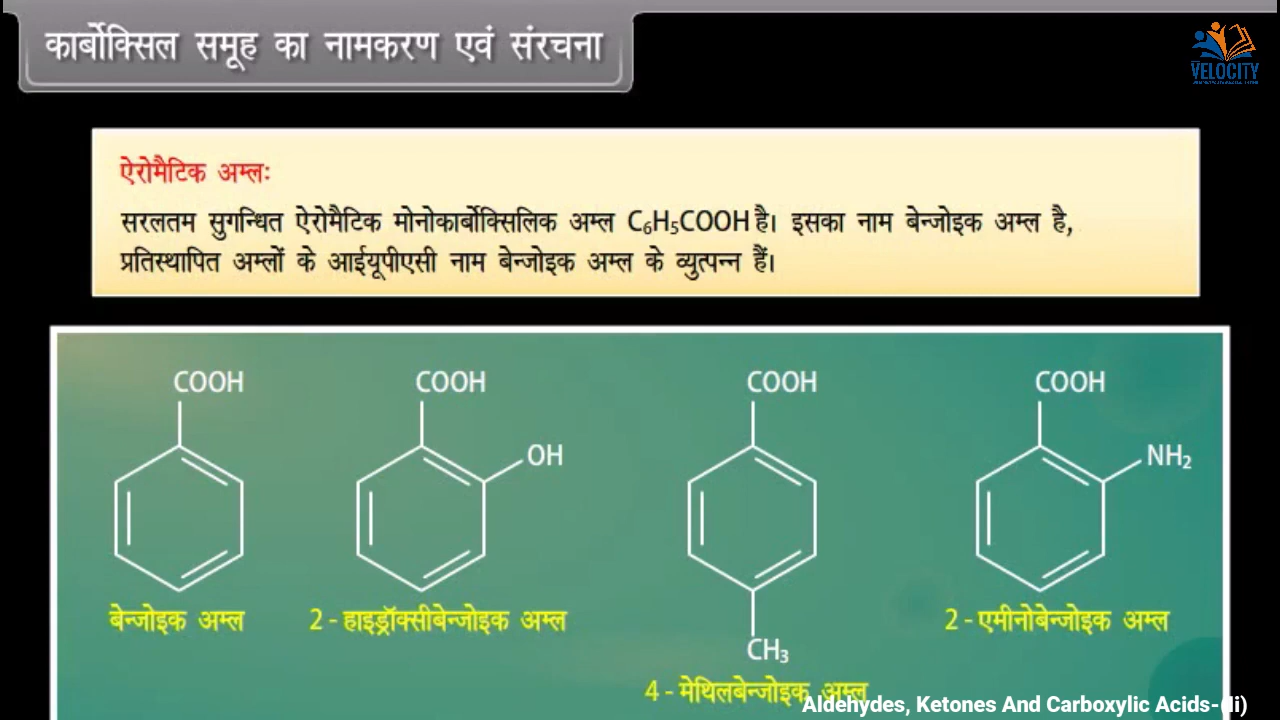 कार्बोक्सिल समूह का नामकरण एवं संरचना
VELOCITY
ऐरोमैटिक अम्लः
सरलतम सुगन्धित ऐरोमैटिक मोनोकार्बोक्सिलिक अम्ल C₆H₅COOH है। इसका नाम बेन्जोइक अम्ल है,
प्रतिस्थापित अम्लों के आईयूपीएसी नाम बेन्जोइक अम्ल के व्युत्पन्न हैं।
COOH
COOH
COOH
COOH
OH
NH₂
बेन्जोइक अम्ल
2 - हाइड्रॉक्सीबेन्जोइक अम्ल
2 - एमीनोबेन्जोइक अम्ल
CH₃
4 - मेथिलबेन्जोइक अम्ल
Aldehydes, Ketones And Carboxylic Acids-(Ii)